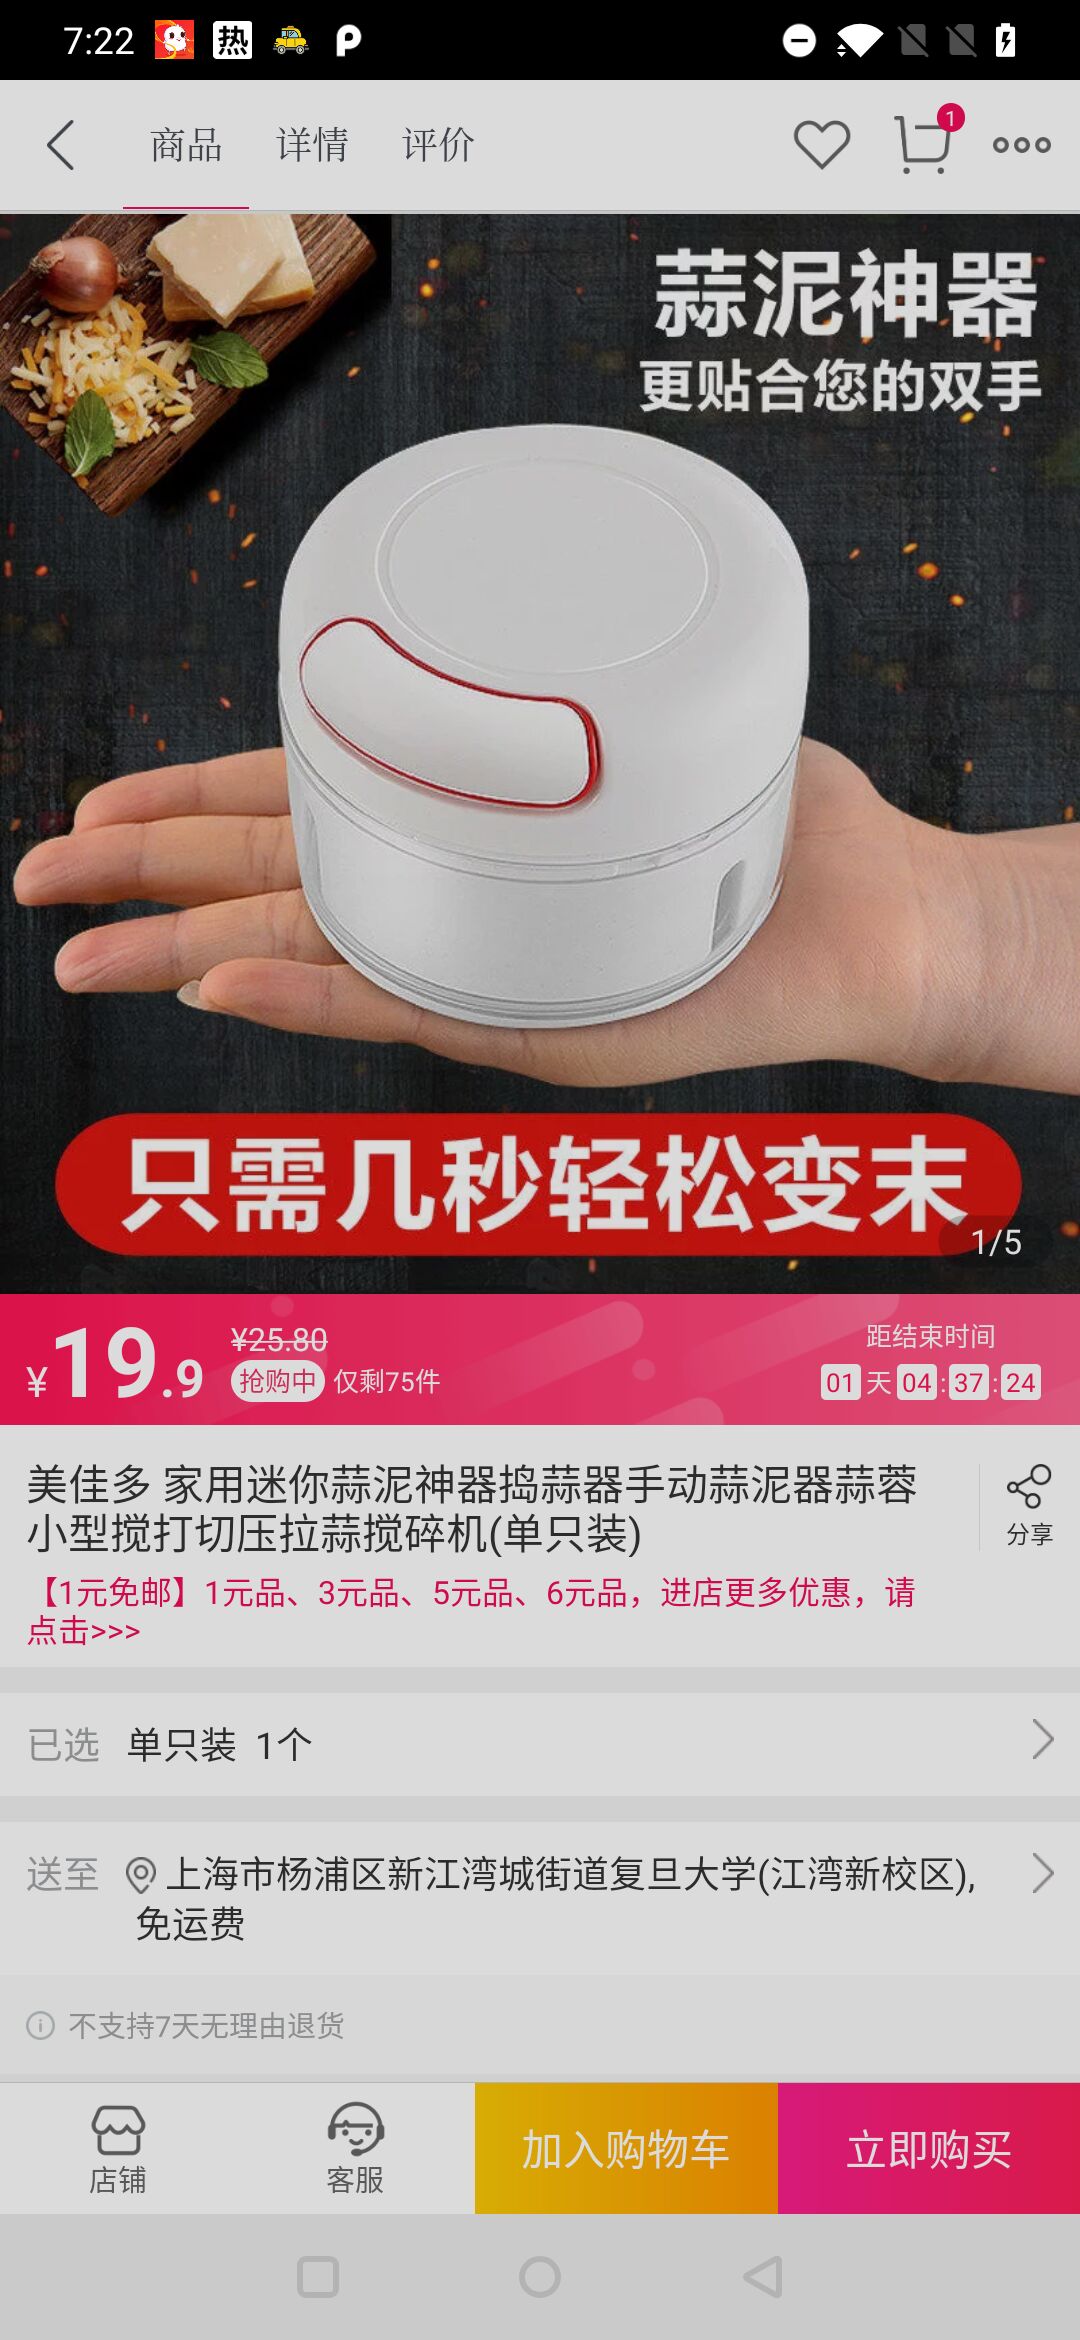 7:22
热
商品 详情 评价
1
蒜泥神器
更贴合您的双手
只需几秒轻松变末
1/5
¥19.9
¥25.80
抢购中 仅剩75件
距结束时间
01 天 04:37:24
美佳多 家用迷你蒜泥神器捣蒜器手动蒜泥器蒜蓉
小型搅打切压拉蒜搅碎机(单只装)
分享
【1元免邮】1元品、3元品、5元品、6元品，进店更多优惠，请
点击>>>
已选 单只装 1个
送至 上海市杨浦区新江湾城街道复旦大学(江湾新校区),
免运费
不支持7天无理由退货
店铺 客服 加入购物车 立即购买